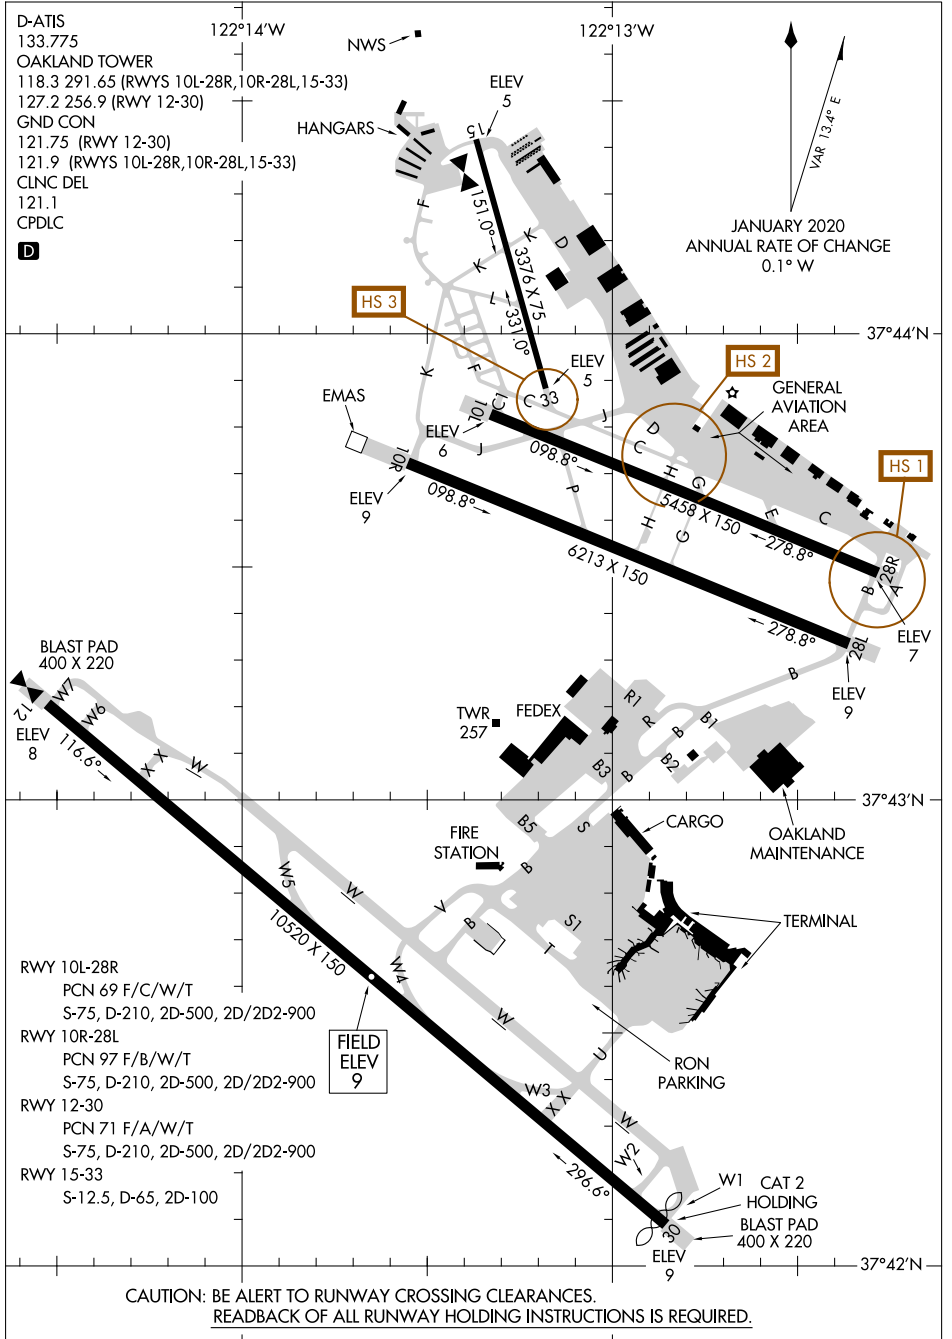 D-ATIS
133.775
OAKLAND TOWER
118.3 291.65 (RWYS 10L-28R,10R-28L,15-33)
127.2 256.9 (RWY 12-30)
GND CON
121.75 (RWY 12-30)
121.9 (RWYS 10L-28R,10R-28L,15-33)
CLNC DEL
121.1
CPDLC
D
122°14'W
122°13'W
NWS
HANGARS
ELEV
5
15
VAR 13.4° E
JANUARY 2020
ANNUAL RATE OF CHANGE
0.1° W
F
151.0°
K
D
3376 X 75
K
L
331.0°
HS 3
37°44'N
K
F
ELEV
5
C 33
C1
HS 2
GENERAL
AVIATION
AREA
EMAS
10L
ELEV
6
J
J
D
C
10R
098.8°
H
G
HS 1
ELEV
9
098.8°
P
5458 X 150
E
C
H
G
278.8°
6213 X 150
28R
B
A
278.8°
28L
ELEV
7
ELEV
9
B
BLAST PAD
400 X 220
W7
W6
12
ELEV
8
116.6°
X X
W
TWR
257
FEDEX
R1
R
B
B1
B2
B3
B
37°43'N
B5
S
CARGO
OAKLAND
MAINTENANCE
FIRE
STATION
B
W5
W
V
B
S1
T
TERMINAL
10520 X 150
W4
W
RWY 10L-28R
PCN 69 F/C/W/T
S-75, D-210, 2D-500, 2D/2D2-900
RWY 10R-28L
PCN 97 F/B/W/T
S-75, D-210, 2D-500, 2D/2D2-900
RWY 12-30
PCN 71 F/A/W/T
S-75, D-210, 2D-500, 2D/2D2-900
RWY 15-33
S-12.5, D-65, 2D-100
FIELD
ELEV
9
U
RON
PARKING
W3
X X
W
W2
296.6°
W1
CAT 2
HOLDING
30
BLAST PAD
400 X 220
ELEV
9
37°42'N
CAUTION: BE ALERT TO RUNWAY CROSSING CLEARANCES.
READBACK OF ALL RUNWAY HOLDING INSTRUCTIONS IS REQUIRED.